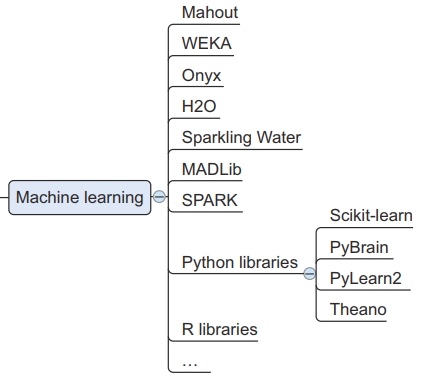 Mahout
WEKA
Onyx
H2O
Sparkling Water
MADLib
Machine learning
SPARK
Python libraries
Scikit-learn
PyBrain
PyLearn2
Theano
R libraries
…